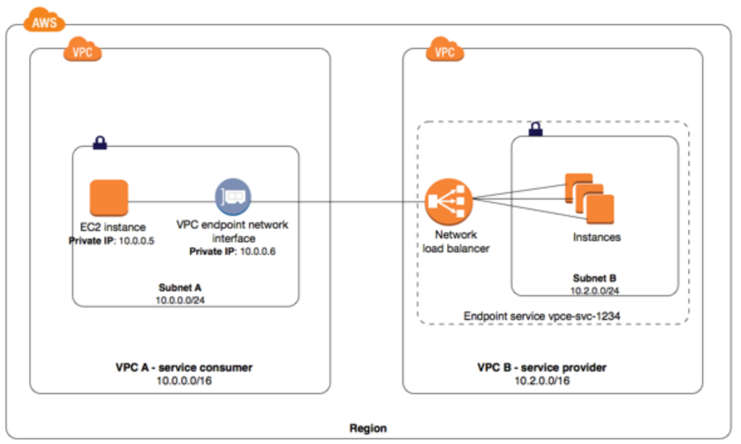 AWS
VPC
VPC
EC2 instance
Private IP: 10.0.0.5
VPC endpoint network
interface
Private IP: 10.0.0.6
Subnet A
10.0.0.0/24
VPC A - service consumer
10.0.0.0/16
Network
load balancer
Instances
Subnet B
10.2.0.0/24
Endpoint service vpce-svc-1234
VPC B - service provider
10.2.0.0/16
Region